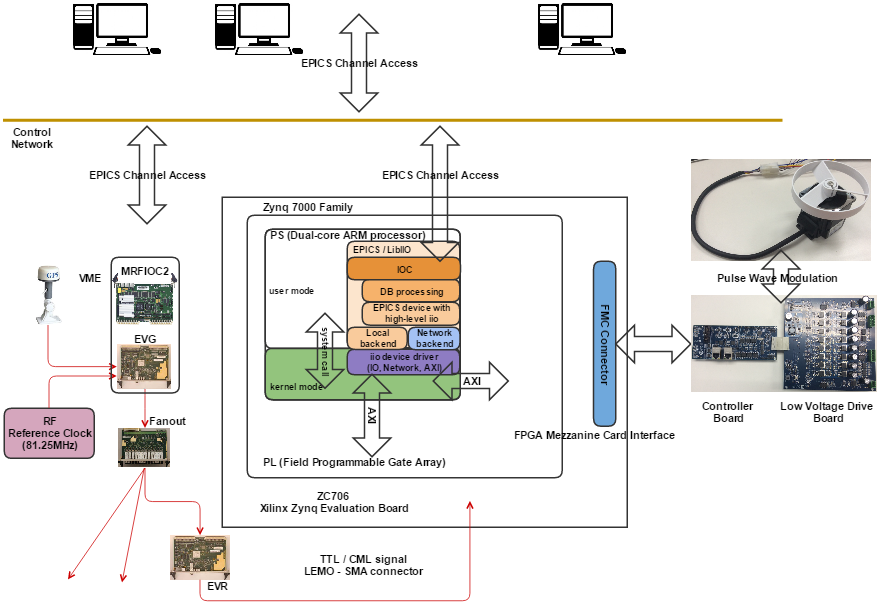 EPICS Channel Access
Control
Network
EPICS Channel Access
EPICS Channel Access
Zynq 7000 Family
PS (Dual-core ARM processor)
EPICS / LibIIO
IOC
user mode
DB processing
EPICS device with
high-level iio
Local
backend
Network
backend
system call
iio device driver
(IO, Network, AXI)
kernel mode
AXI
AXI
PL (Field Programmable Gate Array)
ZC706
Xilinx Zynq Evaluation Board
FMC Connector
FPGA Mezzanine Card Interface
Pulse Wave Modulation
Controller
Board
Low Voltage Drive
Board
GPS
VME
MRFIOC2
EVG
RF
Reference Clock
(81.25MHz)
Fanout
EVR
TTL / CML signal
LEMO - SMA connector